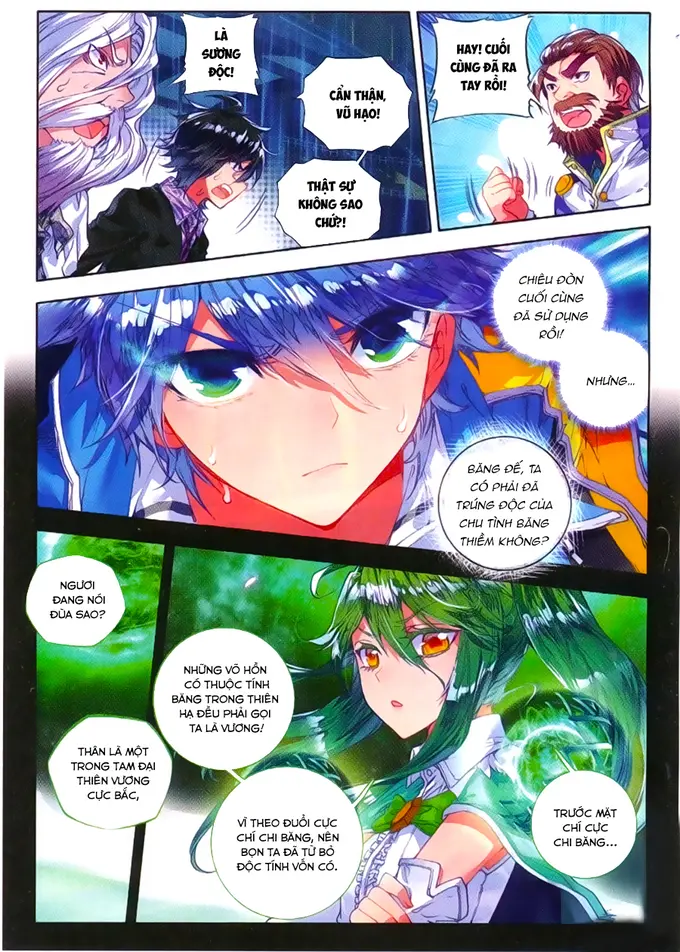 LÀ
SƯƠNG
ĐỘC!
CẨN THẬN,
VŨ HẠO!
THẬT SỰ
KHÔNG SAO
CHỨ?!
HAY! CUỐI
CÙNG ĐÃ RA
TAY RỒI!
CHIÊU ĐÒN
CUỐI CÙNG
ĐÃ SỬ DỤNG
RỒI!
NHƯNG...
BĂNG ĐẾ, TA
CÓ PHẢI ĐÃ
TRÚNG ĐỘC CỦA
CHU TÌNH BĂNG
THIỀM KHÔNG?
NGƯƠI
ĐANG NÓI
ĐÙA SAO?
NHỮNG VÕ HỒN
CÓ THUỘC TÍNH
BĂNG TRONG THIÊN
HẠ ĐỀU PHẢI GỌI
TA LÀ VƯƠNG!
THÂN LÀ MỘT
TRONG TAM ĐẠI
THIÊN VƯƠNG
CỰC BẮC,
VÌ THEO ĐUỔI CỰC
CHÍ CHI BĂNG, NÊN
BỌN TA ĐÃ TỪ BỎ
ĐỘC TÍNH VỐN CÓ.
TRƯỚC MẶT
CHÍ CỰC
CHI BĂNG...